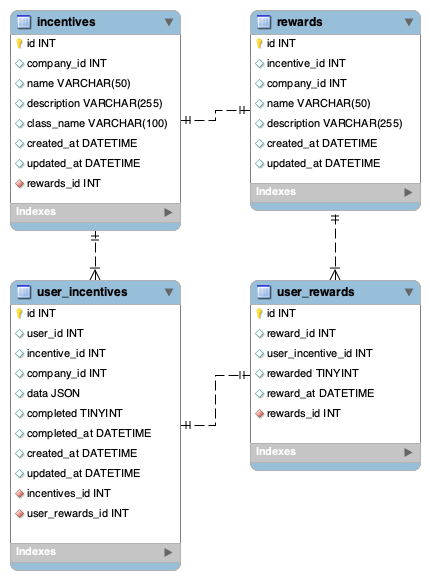 incentives
id INT
company_id INT
name VARCHAR(50)
description VARCHAR(255)
class_name VARCHAR(100)
created_at DATETIME
updated_at DATETIME
rewards_id INT
Indexes
rewards
id INT
incentive_id INT
company_id INT
name VARCHAR(50)
description VARCHAR(255)
created_at DATETIME
updated_at DATETIME
Indexes
user_incentives
id INT
user_id INT
incentive_id INT
company_id INT
data JSON
completed TINYINT
completed_at DATETIME
created_at DATETIME
updated_at DATETIME
incentives_id INT
user_rewards_id INT
Indexes
user_rewards
id INT
reward_id INT
user_incentive_id INT
rewarded TINYINT
reward_at DATETIME
rewards_id INT
Indexes